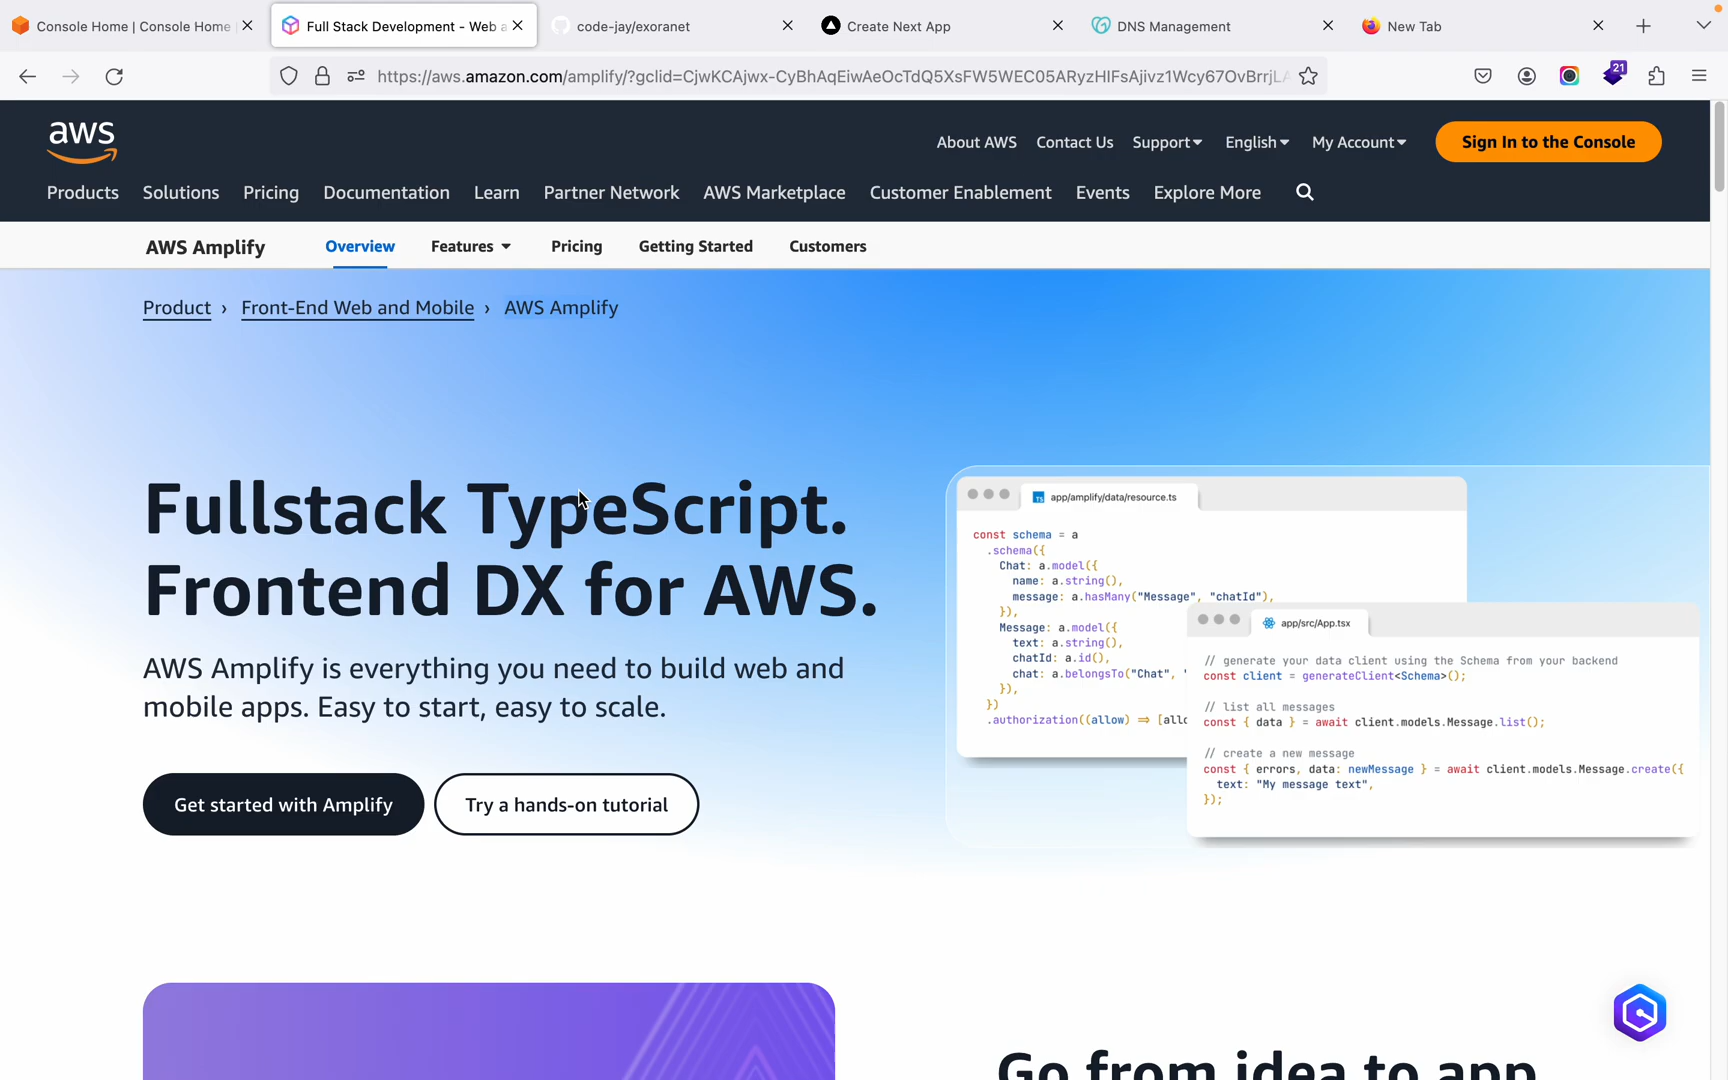 Console Home | Console Home
Full Stack Development - Web a
code-jay/exoranet
Create Next App
DNS Management
New Tab
https://aws.amazon.com/amplify/?gclid=CjwKCAjwx-CyBhAqEiwAeOcTdQ5XsFW5WEC05ARyzHIFsAjivz1Wcy67OvBrrjLA
21
aws
About AWS
Contact Us
Support
English
My Account
Sign In to the Console
Products
Solutions
Pricing
Documentation
Learn
Partner Network
AWS Marketplace
Customer Enablement
Events
Explore More
AWS Amplify
Overview
Features
Pricing
Getting Started
Customers
Product › Front-End Web and Mobile › AWS Amplify
Fullstack TypeScript.
Frontend DX for AWS.
AWS Amplify is everything you need to build web and
mobile apps. Easy to start, easy to scale.
Get started with Amplify
Try a hands-on tutorial
TS app/amplify/data/resource.ts
const schema = a
.schema({
Chat: a.model({
name: a.string(),
message: a.hasMany("Message", "chatId"),
}),
Message: a.model({
text: a.string(),
chatId: a.id(),
chat: a.belongsTo("Chat", "
}),
})
.authorization((allow) ⇒ [allo
app/src/App.tsx
// generate your data client using the Schema from your backend
const client = generateClient<Schema>();
// list all messages
const { data } = await client.models.Message.list();
// create a new message
const { errors, data: newMessage } = await client.models.Message.create({
text: "My message text",
});
Go from idea to app